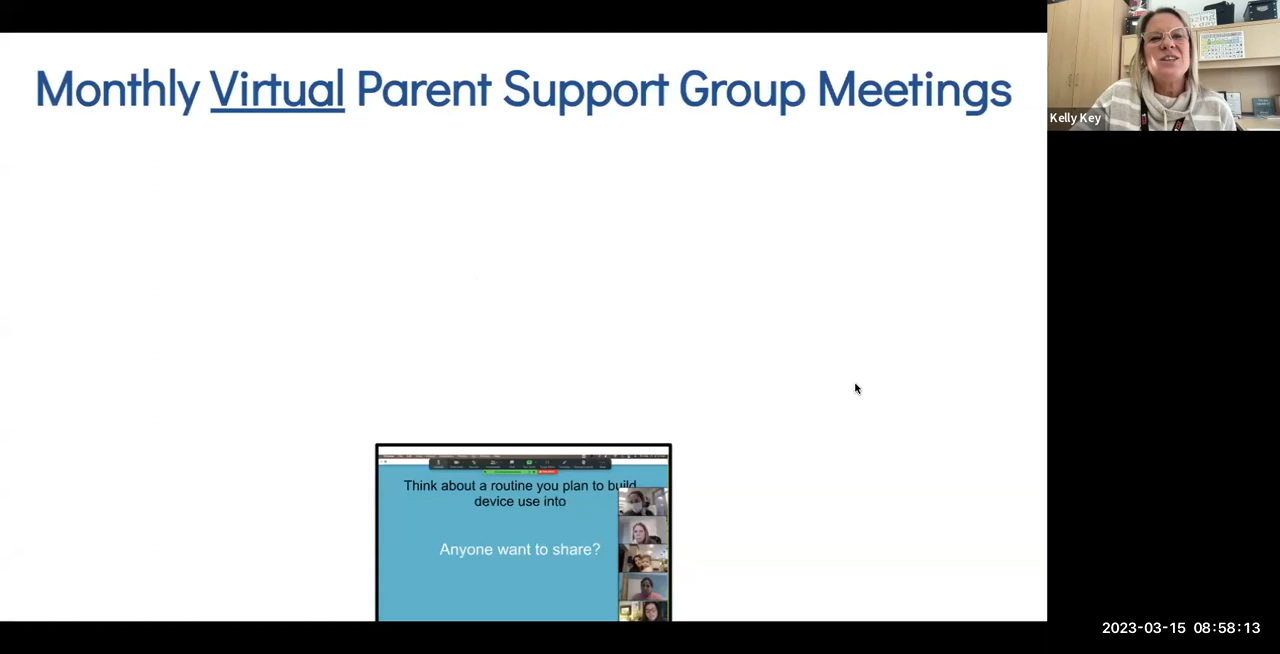 Monthly Virtual Parent Support Group Meetings
Kelly Key
Think about a routine you plan to build
device use into
Anyone want to share?
2023-03-15 08:58:13